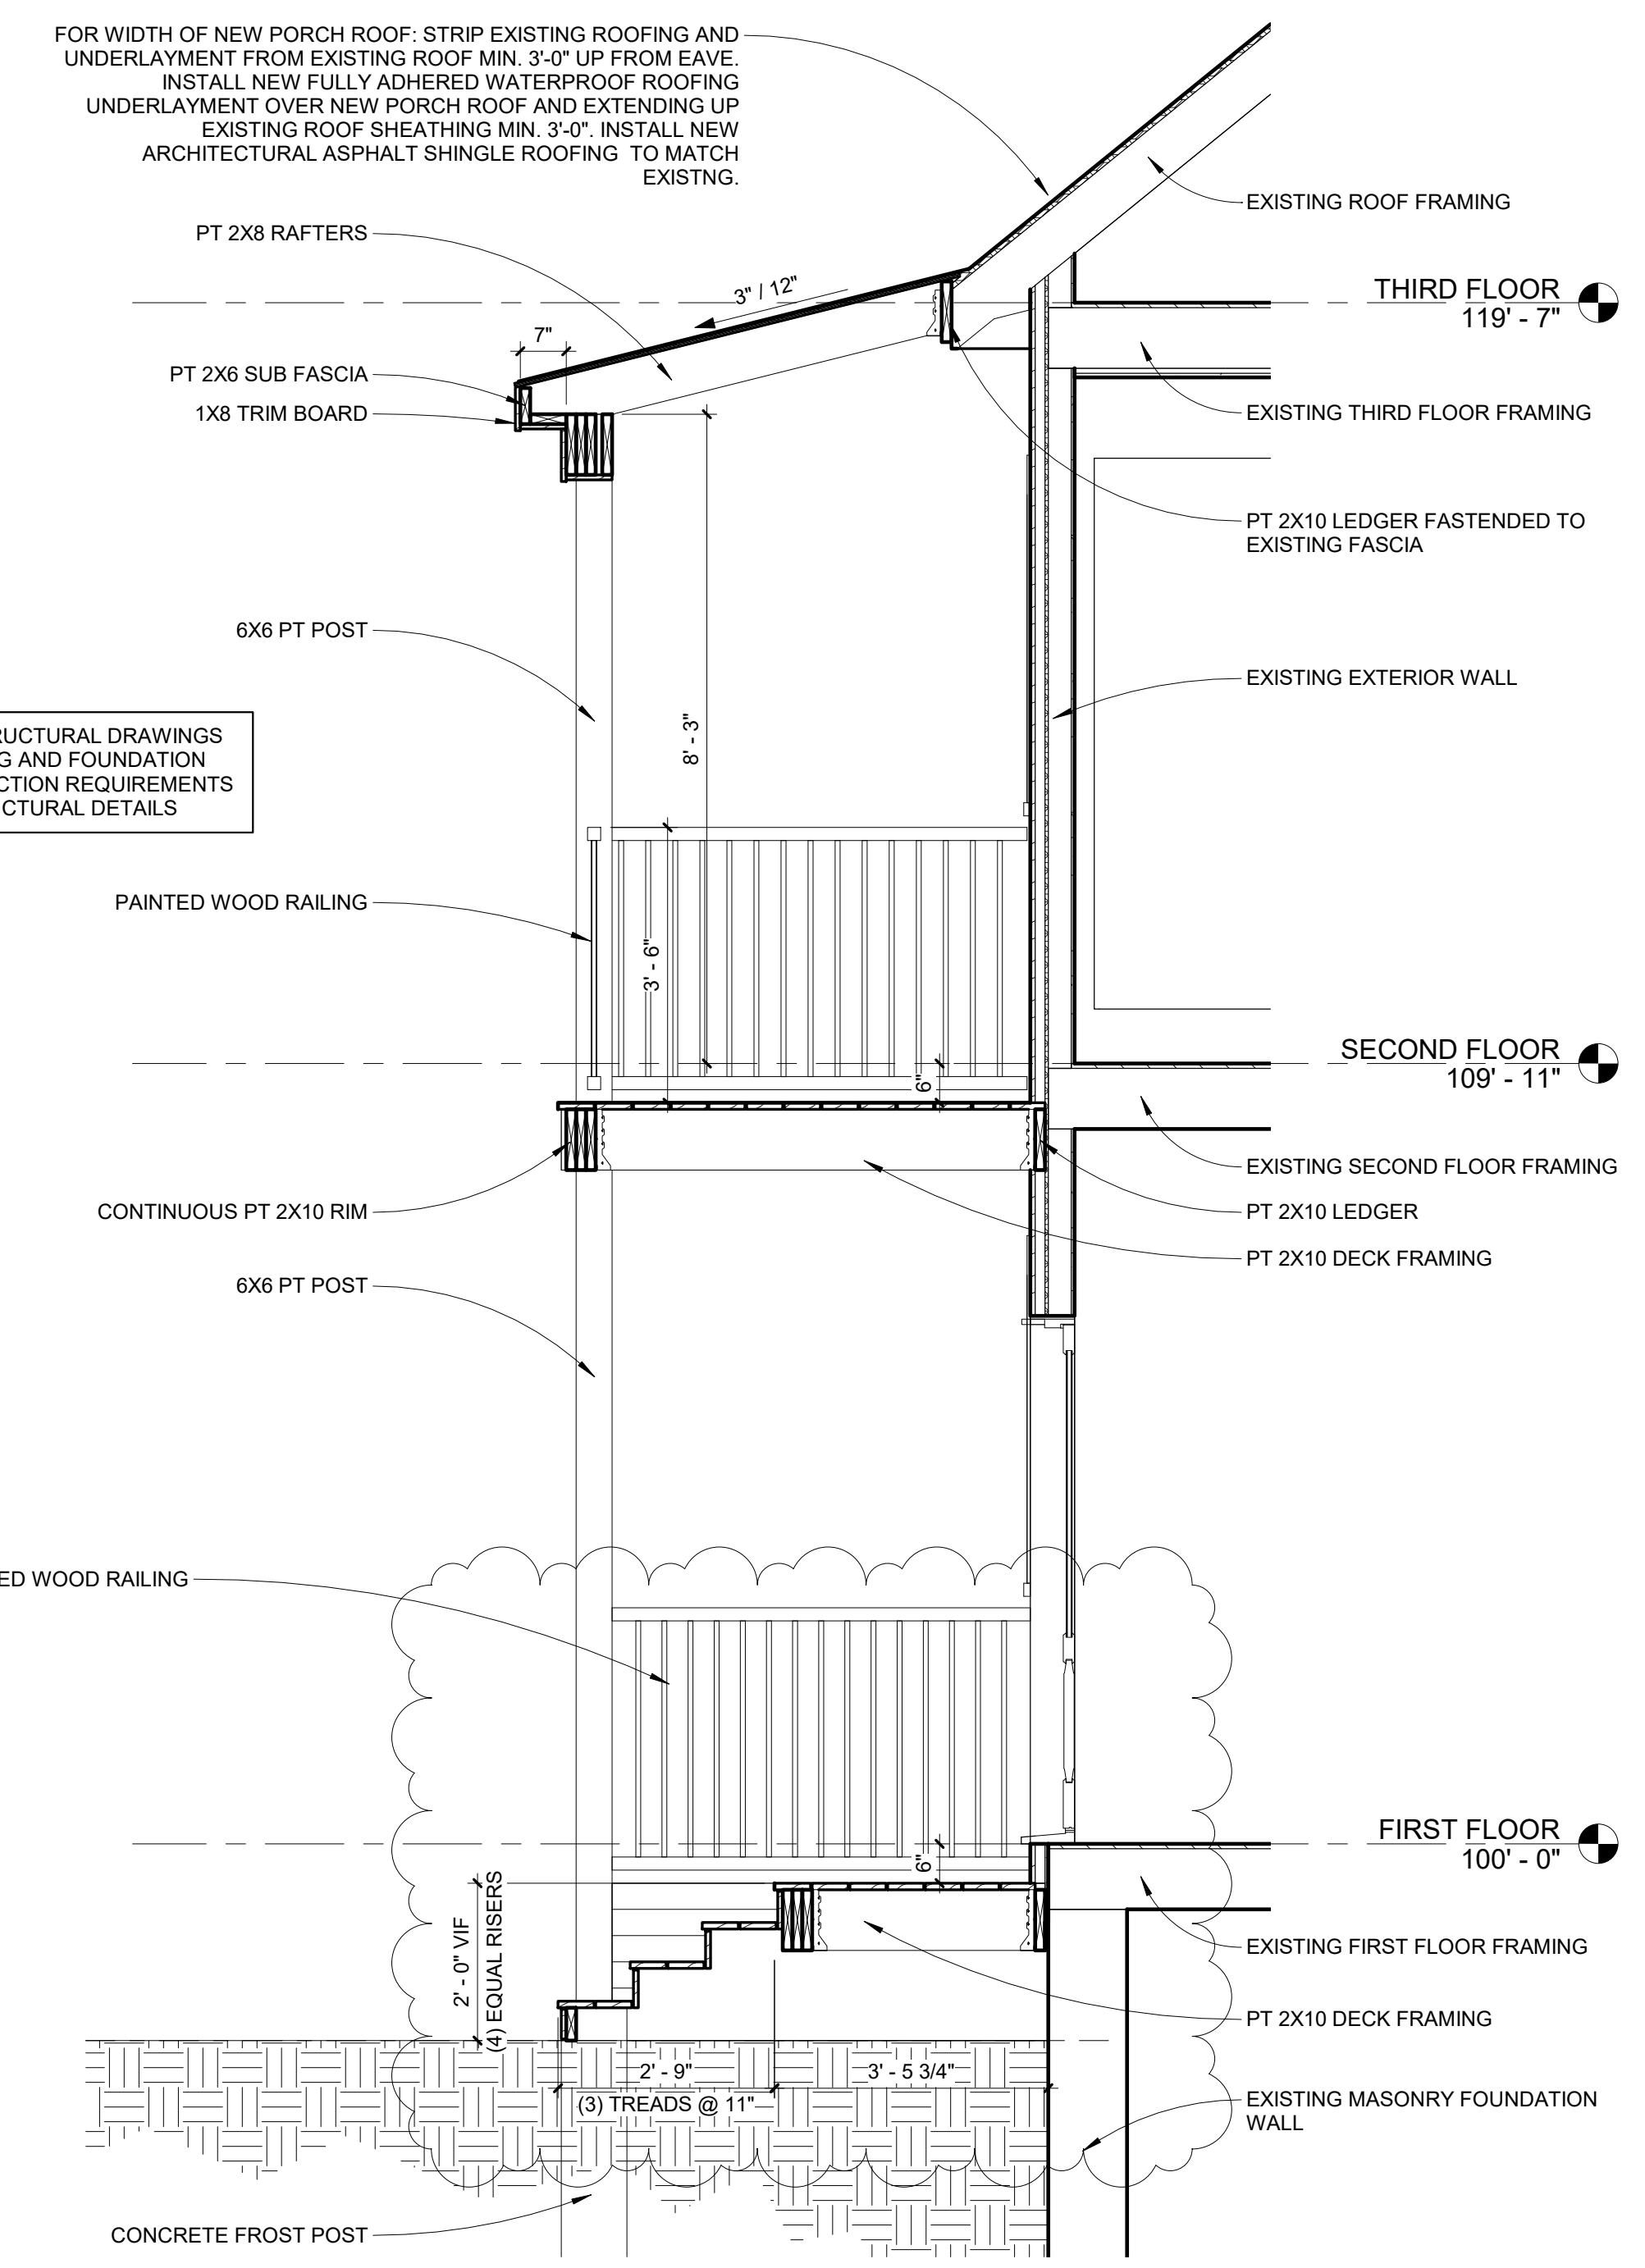 FOR WIDTH OF NEW PORCH ROOF: STRIP EXISTING ROOFING AND
UNDERLAYMENT FROM EXISTING ROOF MIN. 3'-0" UP FROM EAVE.
INSTALL NEW FULLY ADHERED WATERPROOF ROOFING
UNDERLAYMENT OVER NEW PORCH ROOF AND EXTENDING UP
EXISTING ROOF SHEATHING MIN. 3'-0". INSTALL NEW
ARCHITECTURAL ASPHALT SHINGLE ROOFING TO MATCH
EXISTNG.
EXISTING ROOF FRAMING
PT 2X8 RAFTERS
3" / 12"
THIRD FLOOR
119' - 7"
7"
PT 2X6 SUB FASCIA
1X8 TRIM BOARD
EXISTING THIRD FLOOR FRAMING
PT 2X10 LEDGER FASTENDED TO
EXISTING FASCIA
6X6 PT POST
EXISTING EXTERIOR WALL
8' - 3"
RUCTURAL DRAWINGS
G AND FOUNDATION
CTION REQUIREMENTS
CTURAL DETAILS
PAINTED WOOD RAILING
3' - 6"
SECOND FLOOR
109' - 11"
6"
EXISTING SECOND FLOOR FRAMING
CONTINUOUS PT 2X10 RIM
PT 2X10 LEDGER
PT 2X10 DECK FRAMING
6X6 PT POST
ED WOOD RAILING
FIRST FLOOR
100' - 0"
6"
2' - 0" VIF
(4) EQUAL RISERS
EXISTING FIRST FLOOR FRAMING
PT 2X10 DECK FRAMING
2' - 9"
3' - 5 3/4"
(3) TREADS @ 11"
EXISTING MASONRY FOUNDATION
WALL
CONCRETE FROST POST